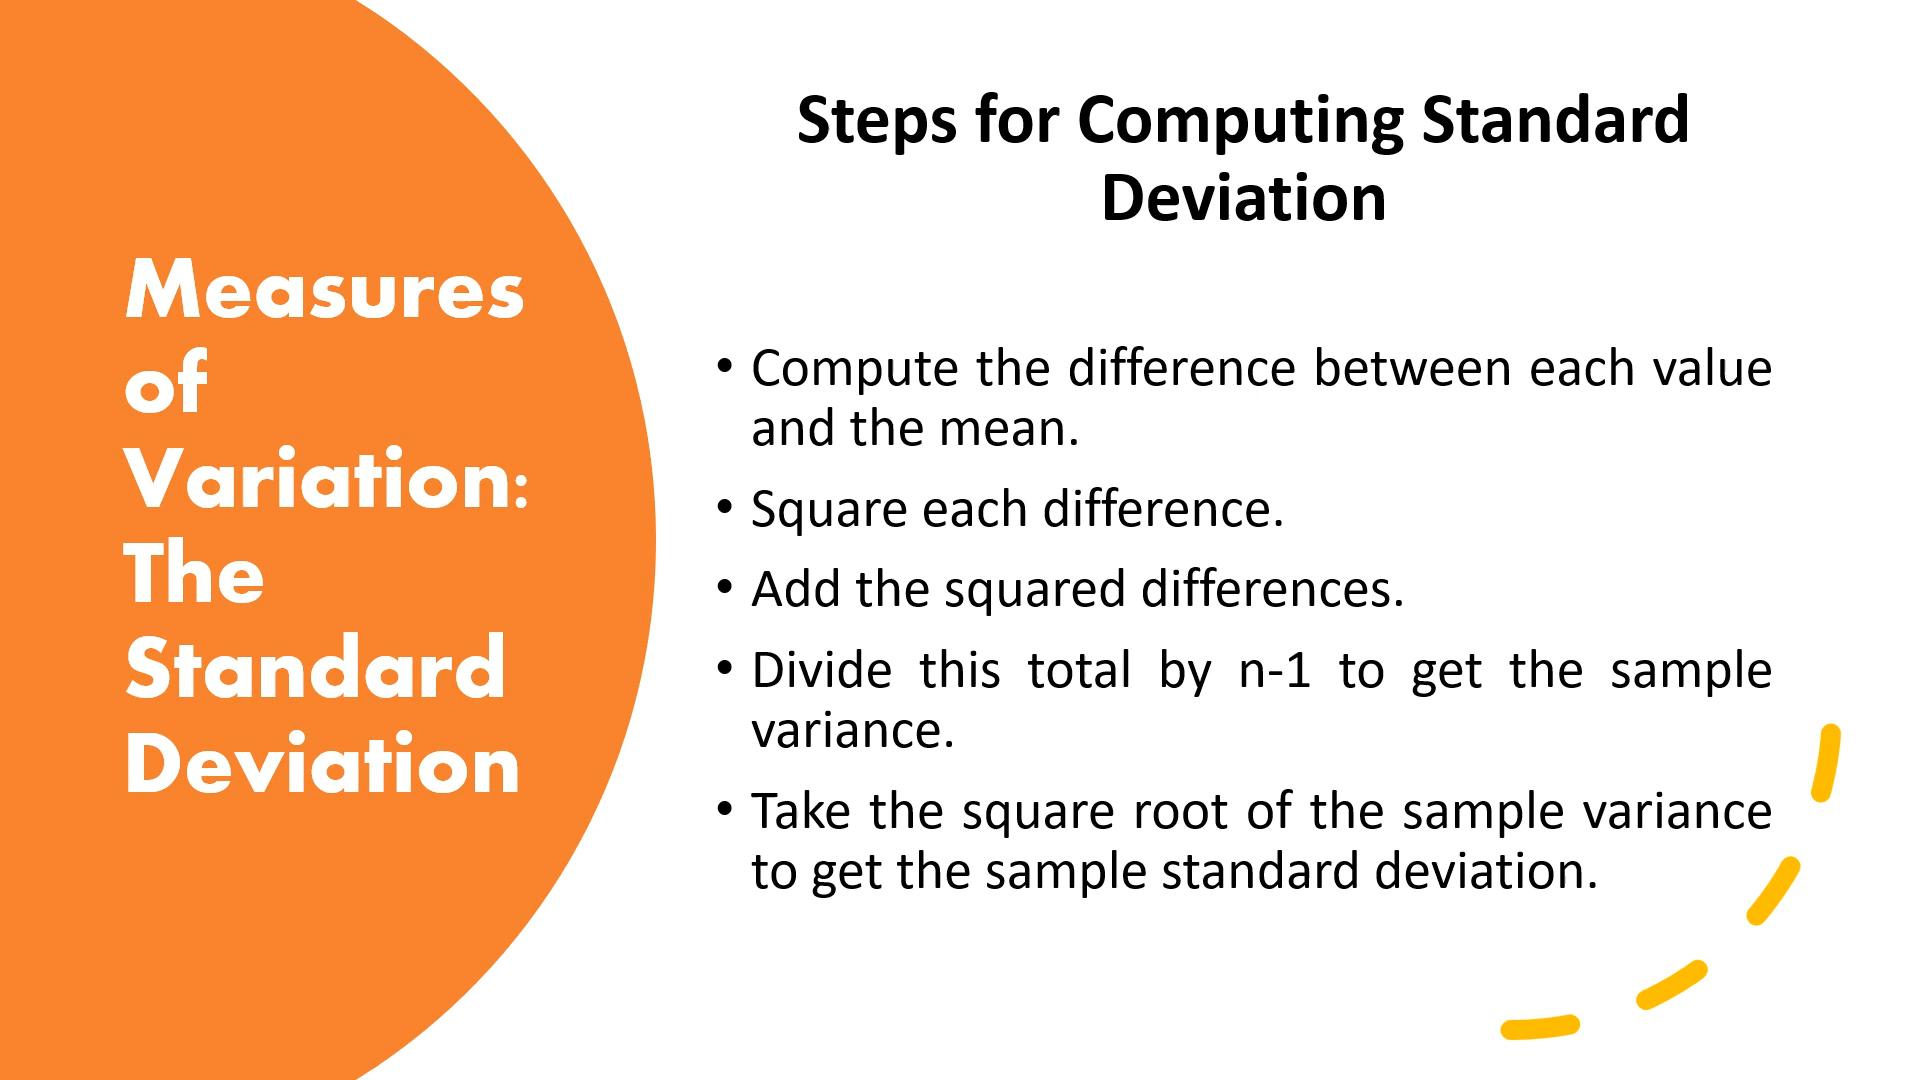 Measures
of
Variation:
The
Standard
Deviation
Steps for Computing Standard
Deviation
• Compute the difference between each value
and the mean.
• Square each difference.
• Add the squared differences.
• Divide this total by n-1 to get the sample
variance.
• Take the square root of the sample variance
to get the sample standard deviation.